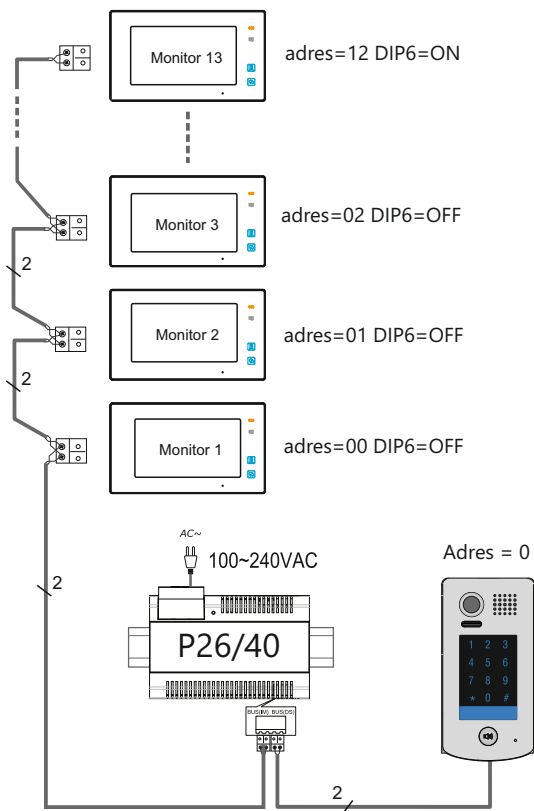 Monitor 13
adres=12 DIP6=ON
Monitor 3
adres=02 DIP6=OFF
2
Monitor 2
adres=01 DIP6=OFF
2
Monitor 1
adres=00 DIP6=OFF
AC~
100~240VAC
Adres = 0
2
P26/40
1 2 3
4 5 6
7 8 9
* 0 #
BUS(IM) BUS(DS)
2